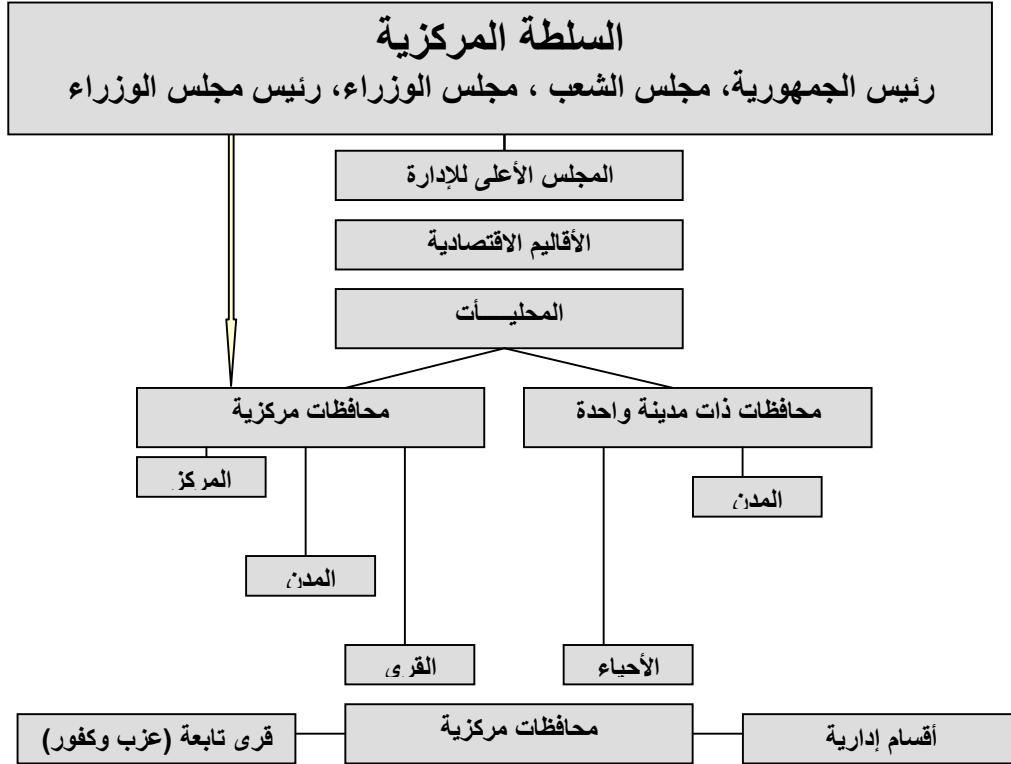 السلطة المركزية
رئيس الجمهورية، مجلس الشعب ، مجلس الوزراء، رئيس مجلس الوزراء
المجلس الأعلى للإدارة
الأقاليم الاقتصادية
المحليـــــأت
محافظات ذات مدينة واحدة
محافظات مركزية
المركز
المدن
المدن
الأحياء
القرى
أقسام إدارية
محافظات مركزية
قرى تابعة (عزب وكفور)